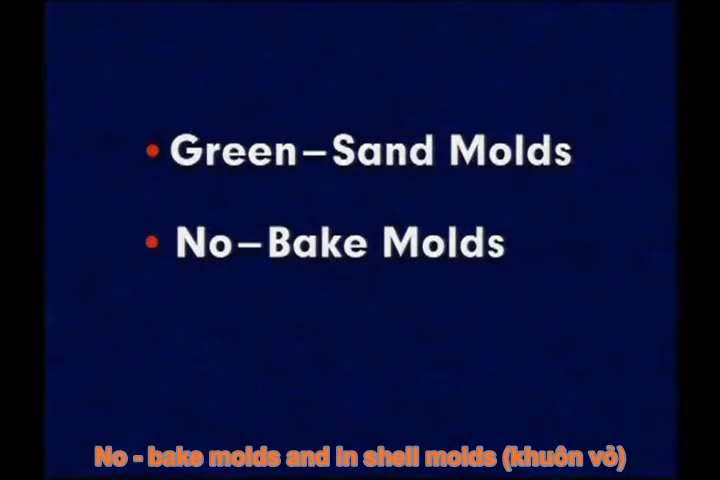 • Green–Sand Molds
• No–Bake Molds
No - bake molds and in shell molds (khuôn vỏ)